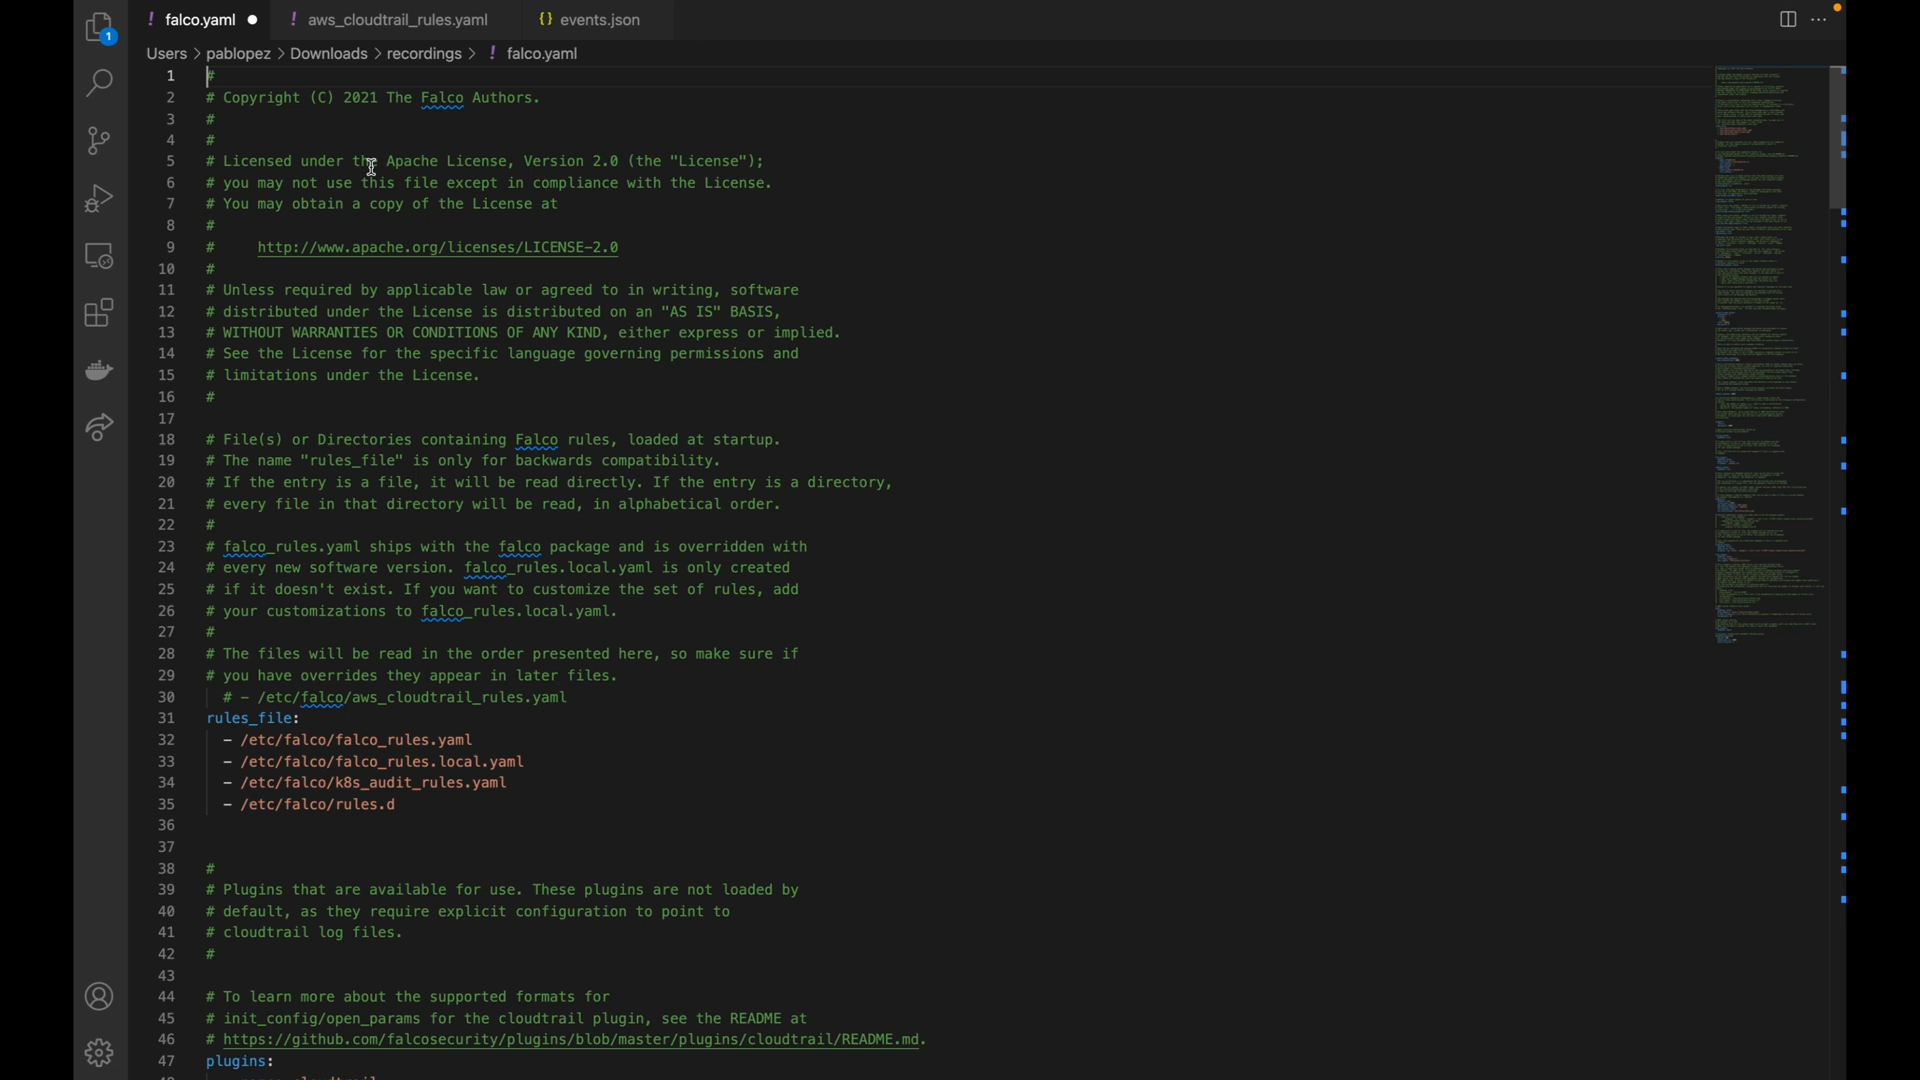 1
falco.yaml
aws_cloudtrail_rules.yaml
{} events.json
Users > pablopez > Downloads > recordings > ! falco.yaml
1 #
2 # Copyright (C) 2021 The Falco Authors.
3 #
4 #
5 # Licensed under the Apache License, Version 2.0 (the "License");
6 # you may not use this file except in compliance with the License.
7 # You may obtain a copy of the License at
8 #
9 #     http://www.apache.org/licenses/LICENSE-2.0
10 #
11 # Unless required by applicable law or agreed to in writing, software
12 # distributed under the License is distributed on an "AS IS" BASIS,
13 # WITHOUT WARRANTIES OR CONDITIONS OF ANY KIND, either express or implied.
14 # See the License for the specific language governing permissions and
15 # limitations under the License.
16 #
17
18 # File(s) or Directories containing Falco rules, loaded at startup.
19 # The name "rules_file" is only for backwards compatibility.
20 # If the entry is a file, it will be read directly. If the entry is a directory,
21 # every file in that directory will be read, in alphabetical order.
22 #
23 # falco_rules.yaml ships with the falco package and is overridden with
24 # every new software version. falco_rules.local.yaml is only created
25 # if it doesn't exist. If you want to customize the set of rules, add
26 # your customizations to falco_rules.local.yaml.
27 #
28 # The files will be read in the order presented here, so make sure if
29 # you have overrides they appear in later files.
30   # - /etc/falco/aws_cloudtrail_rules.yaml
31 rules_file:
32   - /etc/falco/falco_rules.yaml
33   - /etc/falco/falco_rules.local.yaml
34   - /etc/falco/k8s_audit_rules.yaml
35   - /etc/falco/rules.d
36
37
38 #
39 # Plugins that are available for use. These plugins are not loaded by
40 # default, as they require explicit configuration to point to
41 # cloudtrail log files.
42 #
43
44 # To learn more about the supported formats for
45 # init_config/open_params for the cloudtrail plugin, see the README at
46 # https://github.com/falcosecurity/plugins/blob/master/plugins/cloudtrail/README.md.
47 plugins: